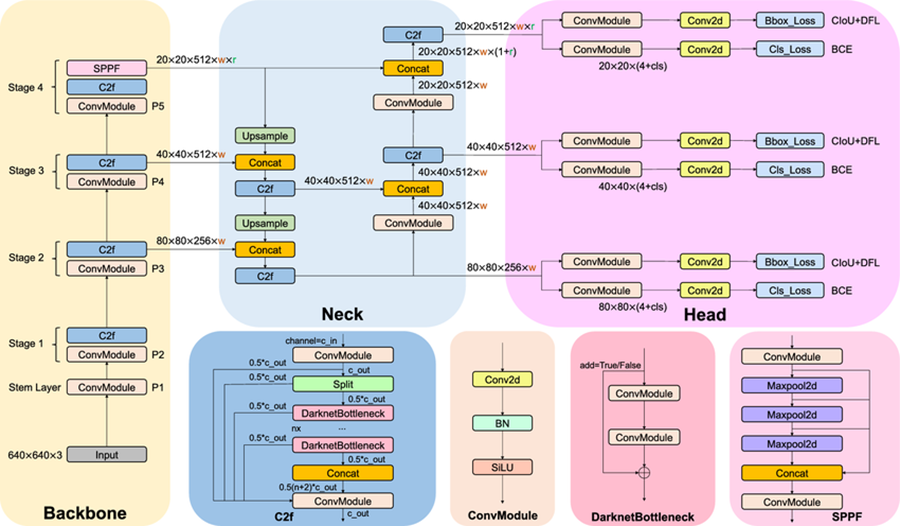 Stage 4
SPPF
C2f
ConvModule
P5
20×20×512×w×r
Stage 3
C2f
ConvModule
P4
40×40×512×w
Stage 2
C2f
ConvModule
P3
80×80×256×w
Stage 1
C2f
ConvModule
P2
Stem Layer
ConvModule
P1
640×640×3
Input
Backbone
Upsample
Concat
C2f
40×40×512×w
Upsample
Concat
C2f
C2f
20×20×512×w×r
20×20×512×w×(1+r)
Concat
20×20×512×w
ConvModule
C2f
40×40×512×w
40×40×512×w
Concat
40×40×512×w
ConvModule
80×80×256×w
Neck
ConvModule
Conv2d
Bbox_Loss
CIoU+DFL
ConvModule
Conv2d
Cls_Loss
BCE
20×20×(4+cls)
ConvModule
Conv2d
Bbox_Loss
CIoU+DFL
ConvModule
Conv2d
Cls_Loss
BCE
40×40×(4+cls)
ConvModule
Conv2d
Bbox_Loss
CIoU+DFL
ConvModule
Conv2d
Cls_Loss
BCE
80×80×(4+cls)
Head
channel=c_in
ConvModule
0.5*c_out
c_out
0.5*c_out
Split
0.5*c_out
0.5*c_out
DarknetBottleneck
nx
...
0.5*c_out
DarknetBottleneck
0.5*c_out
Concat
0.5(n+2)*c_out
ConvModule
C2f
c_out
Conv2d
BN
SiLU
ConvModule
add=True/False
ConvModule
ConvModule
DarknetBottleneck
ConvModule
Maxpool2d
Maxpool2d
Maxpool2d
Concat
ConvModule
SPPF